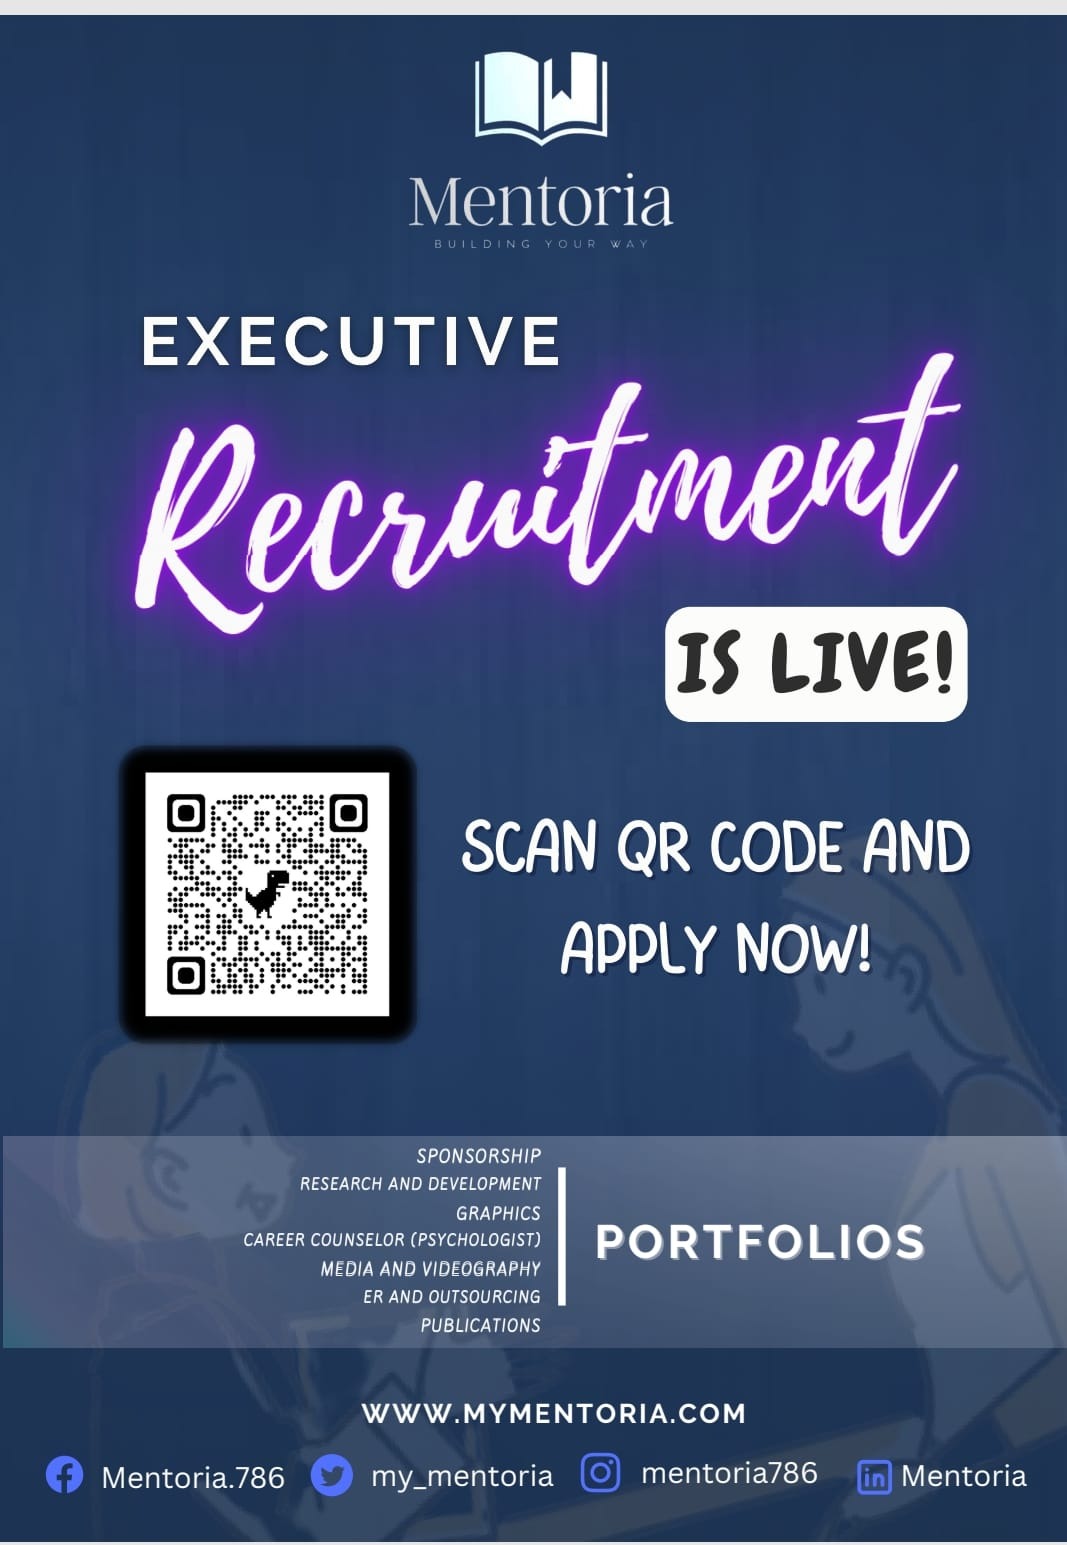 Mentoria
BUILDING YOUR WAY
EXECUTIVE
Recruitment
IS LIVE!
SCAN QR CODE AND
APPLY NOW!
SPONSORSHIP
RESEARCH AND DEVELOPMENT
GRAPHICS
CAREER COUNSELOR (PSYCHOLOGIST)
MEDIA AND VIDEOGRAPHY
ER AND OUTSOURCING
PUBLICATIONS
PORTFOLIOS
WWW.MYMENTORIA.COM
Mentoria.786 my_mentoria mentoria786 Mentoria